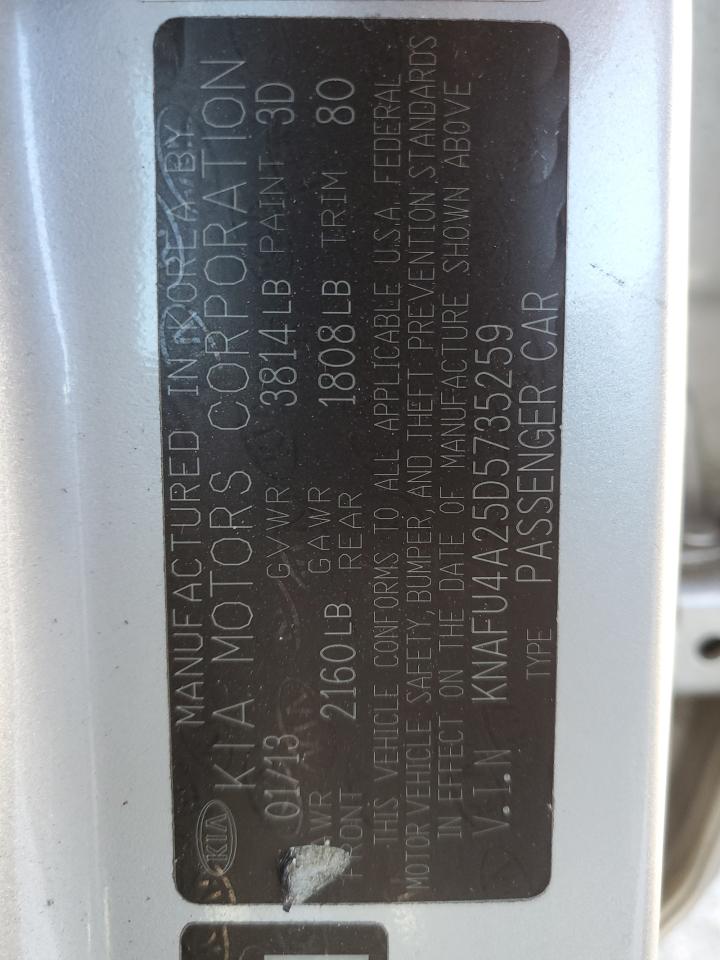 MANUFACTURED IN KOREA BY
KIA KIA MOTORS CORPORATION
01/13 GVWR 3814LB PAINT 3D
GAWR FRONT 2160LB GAWR REAR 1808LB TRIM 80
THIS VEHICLE CONFORMS TO ALL APPLICABLE U.S.A. FEDERAL
MOTOR VEHICLE SAFETY, BUMPER, AND THEFT PREVENTION STANDARDS
IN EFFECT ON THE DATE OF MANUFACTURE SHOWN ABOVE
V.I.N KNAFU4A25D5735259
TYPE PASSENGER CAR